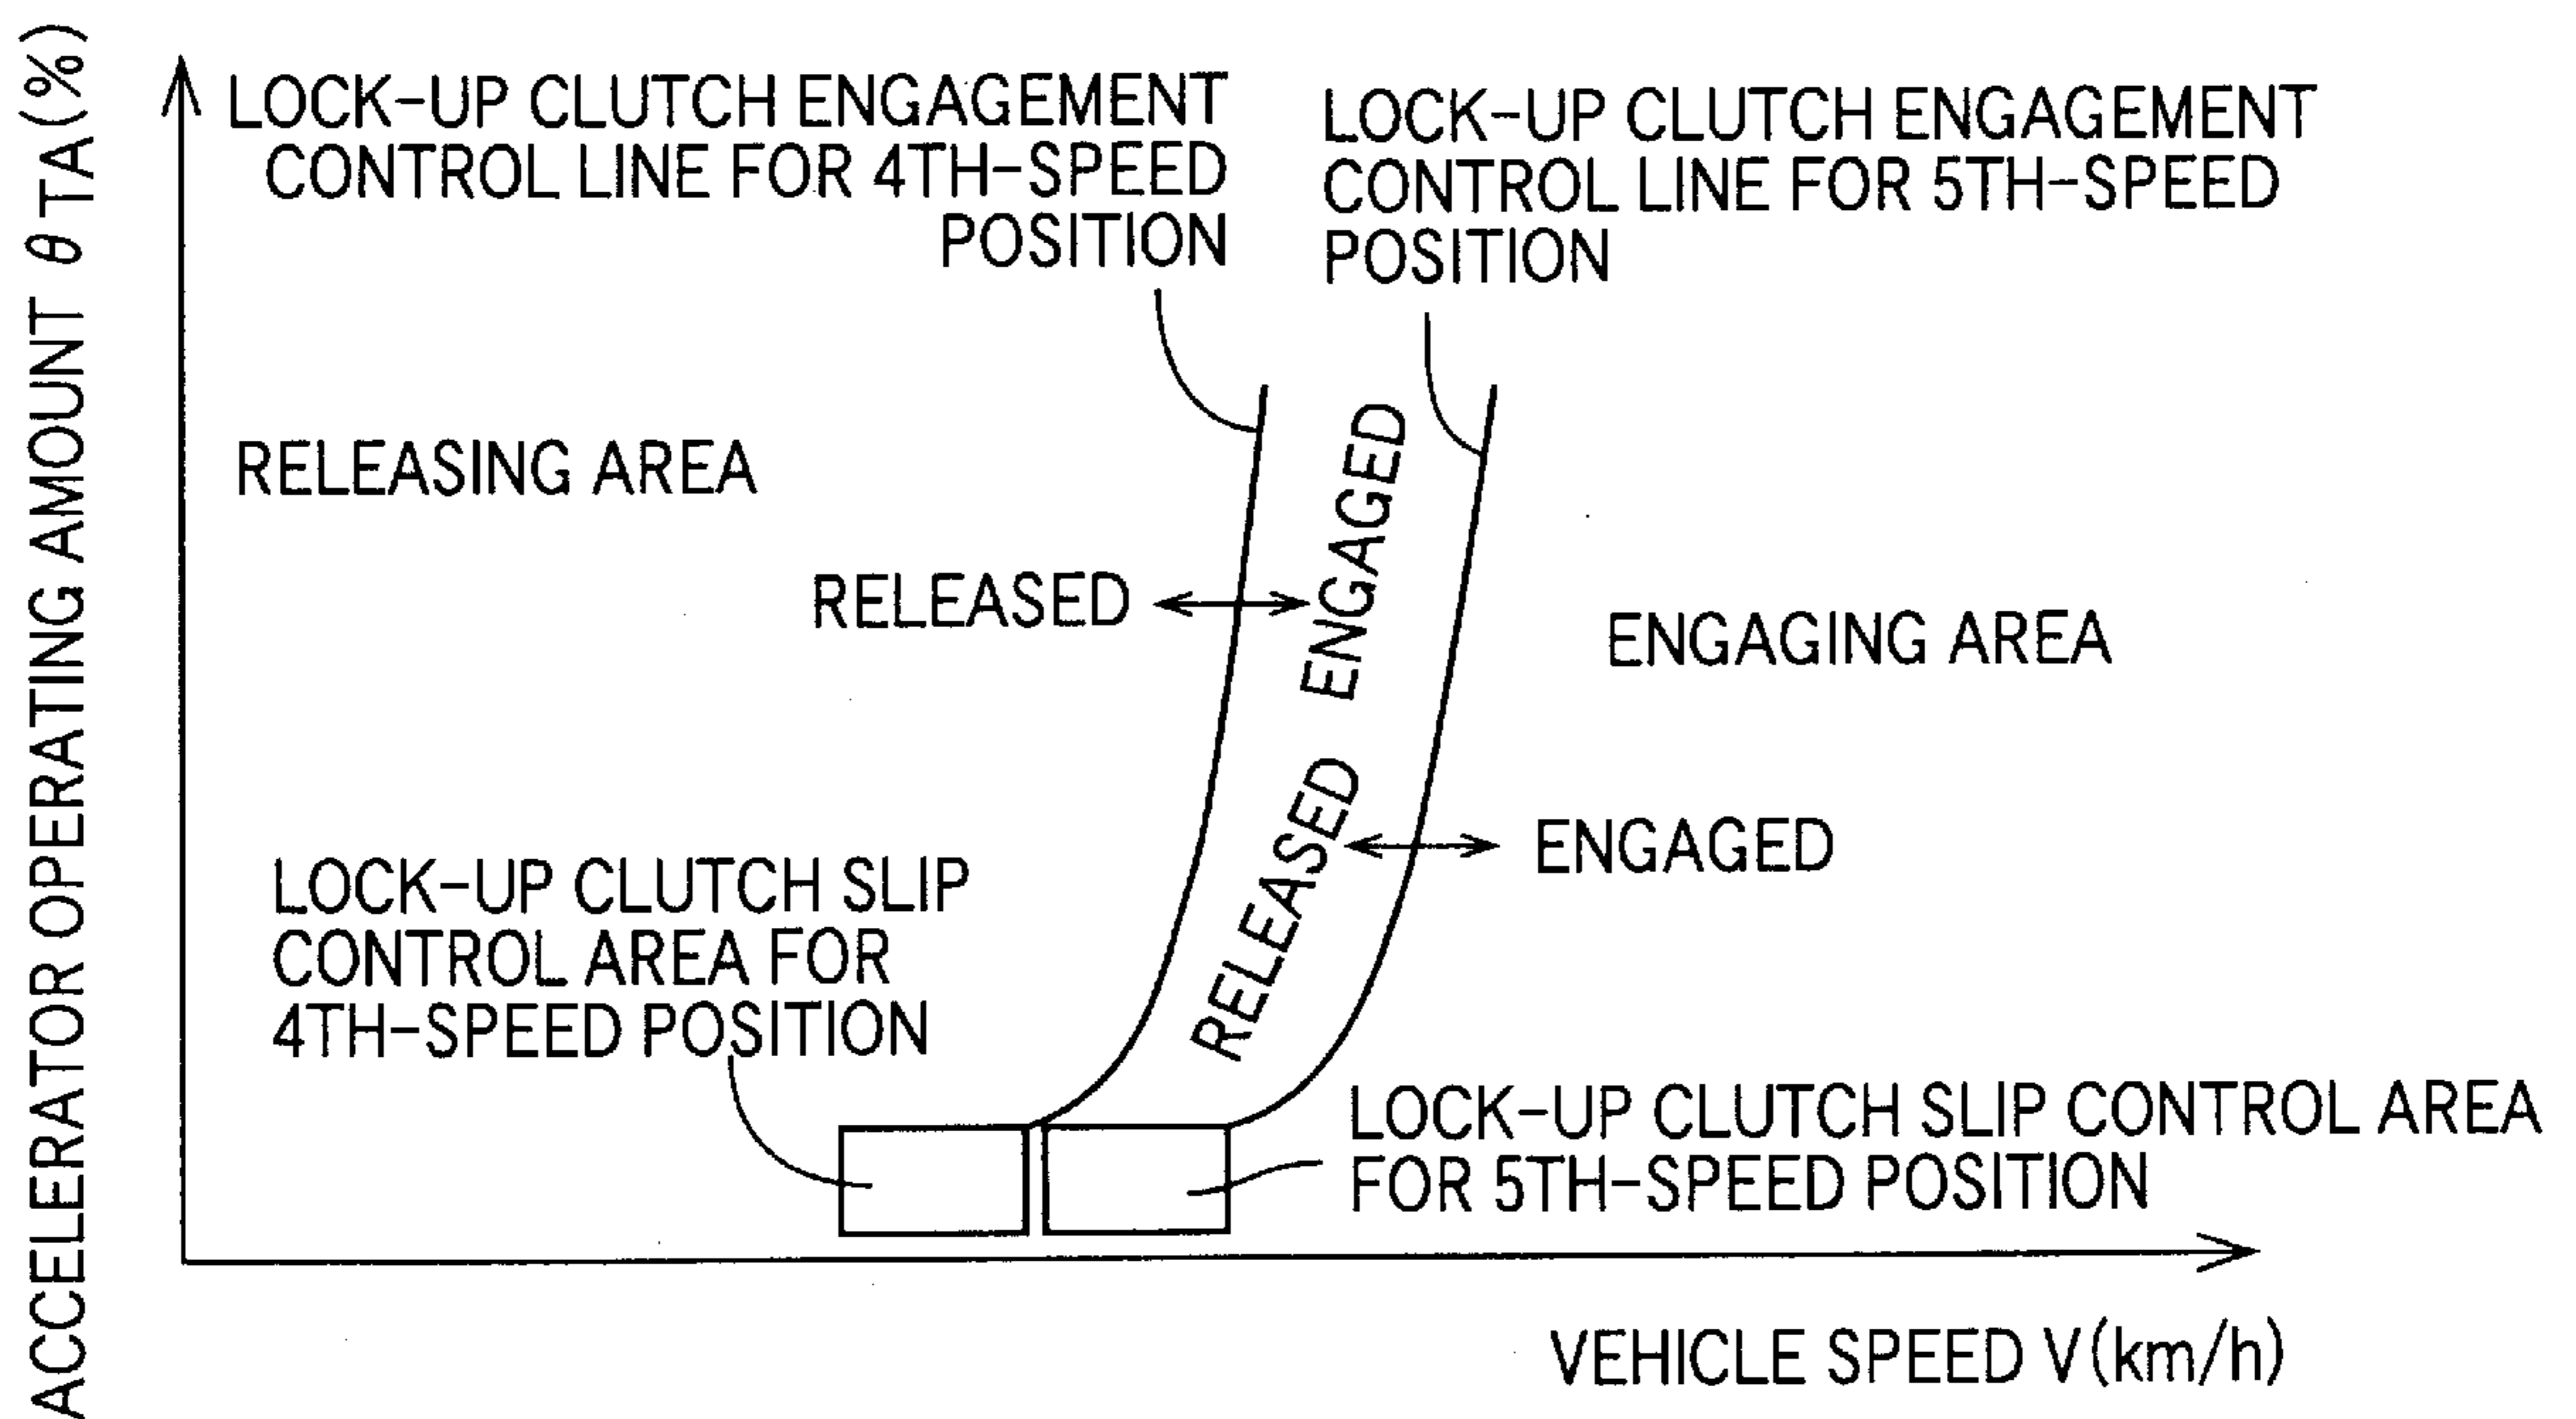 ACCELERATOR OPERATING AMOUNT θTA(%)
LOCK-UP CLUTCH ENGAGEMENT
CONTROL LINE FOR 4TH-SPEED
POSITION
LOCK-UP CLUTCH ENGAGEMENT
CONTROL LINE FOR 5TH-SPEED
POSITION
RELEASING AREA
RELEASED
ENGAGED
ENGAGING AREA
RELEASED
ENGAGED
LOCK-UP CLUTCH SLIP
CONTROL AREA FOR
4TH-SPEED POSITION
LOCK-UP CLUTCH SLIP CONTROL AREA
FOR 5TH-SPEED POSITION
VEHICLE SPEED V(km/h)